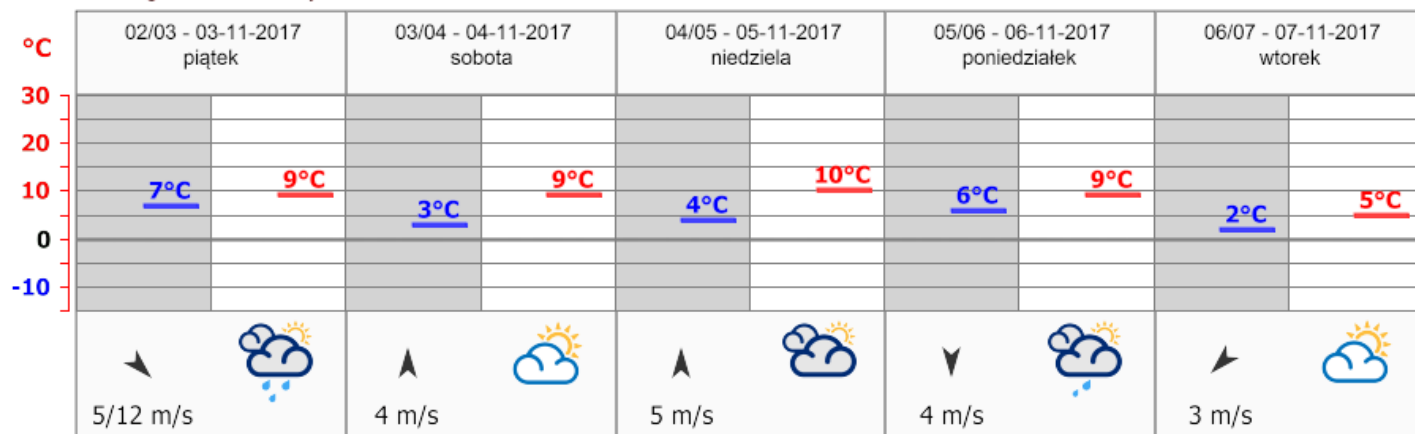 °C
02/03 - 03-11-2017
piątek
03/04 - 04-11-2017
sobota
04/05 - 05-11-2017
niedziela
05/06 - 06-11-2017
poniedziałek
06/07 - 07-11-2017
wtorek
30
20
10
0
-10
7°C
9°C
3°C
9°C
4°C
10°C
6°C
9°C
2°C
5°C
5/12 m/s
4 m/s
5 m/s
4 m/s
3 m/s